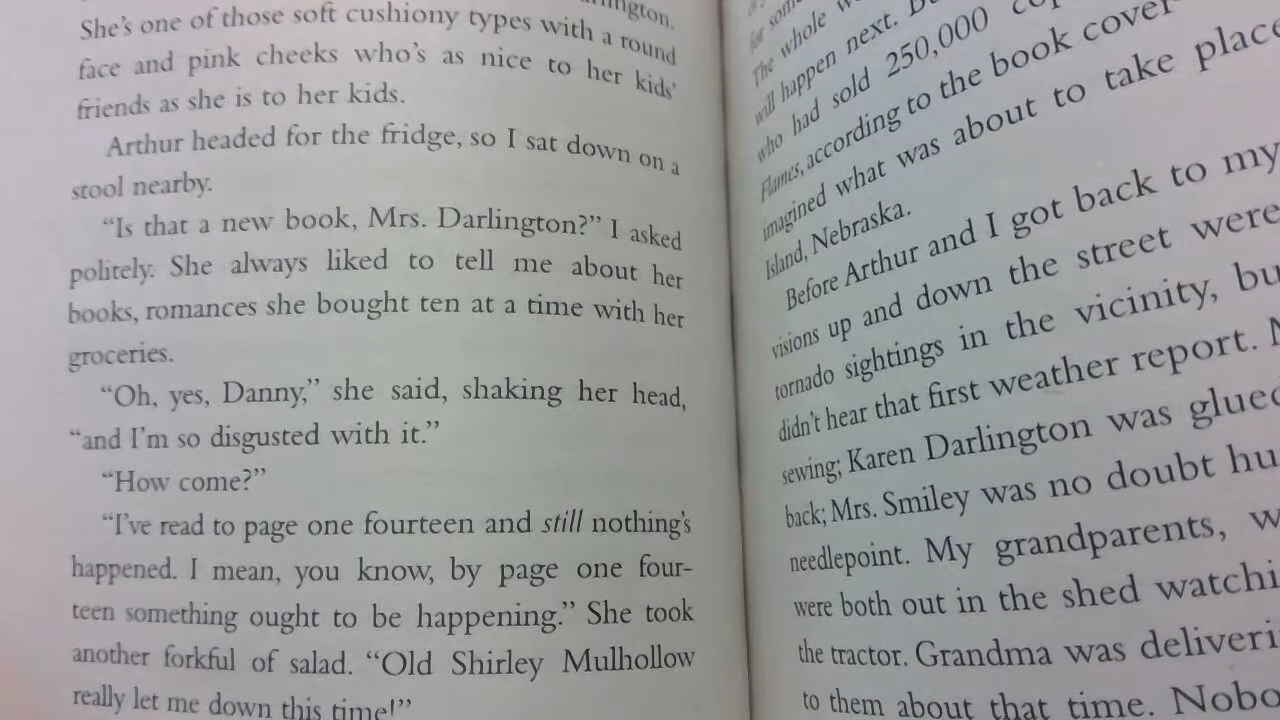 She's one of those soft cushiony types with a round
face and pink cheeks who's as nice to her kids'
friends as she is to her kids.
Arthur headed for the fridge, so I sat down on a
stool nearby.
“Is that a new book, Mrs. Darlington?” I asked
politely. She always liked to tell me about her
books, romances she bought ten at a time with her
groceries.
“Oh, yes, Danny,” she said, shaking her head,
“and I'm so disgusted with it.”
“How come?”
“I've read to page one fourteen and still nothing's
happened. I mean, you know, by page one four-
teen something ought to be happening.” She took
another forkful of salad. “Old Shirley Mulhollow
really let me down this time!”
The whole
will happen next.
who had sold 250,000
Flames, according to the book cover
imagined what was about to take place
Island, Nebraska.
Before Arthur and I got back to my
visions up and down the street were
tornado sightings in the vicinity,
didn't hear that first weather report.
sewing; Karen Darlington was
back; Mrs. Smiley was no doubt
needlepoint. My grandparents,
were both out in the shed
the tractor. Grandma was
to them about that time.